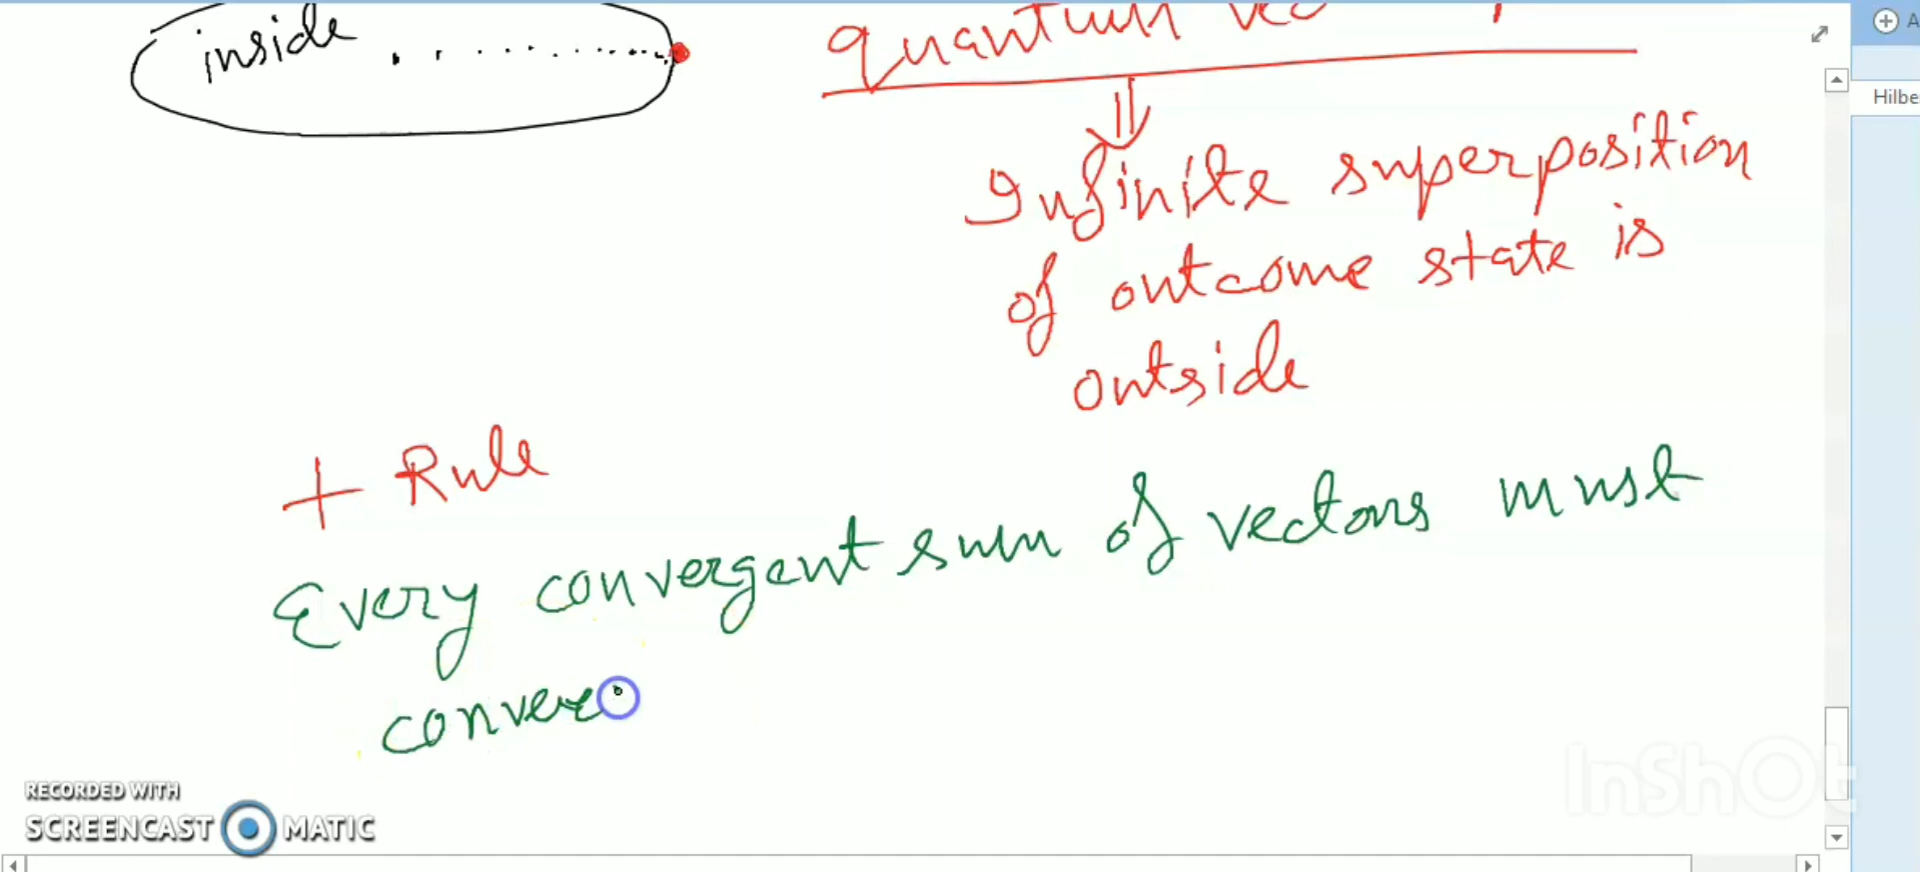 inside
quantum
Infinite superposition
of outcome state is
outside
+ Rule
Every convergent sum of vectors must
conver
RECORDED WITH
SCREENCAST MATIC
InShOt
Hilbe
A